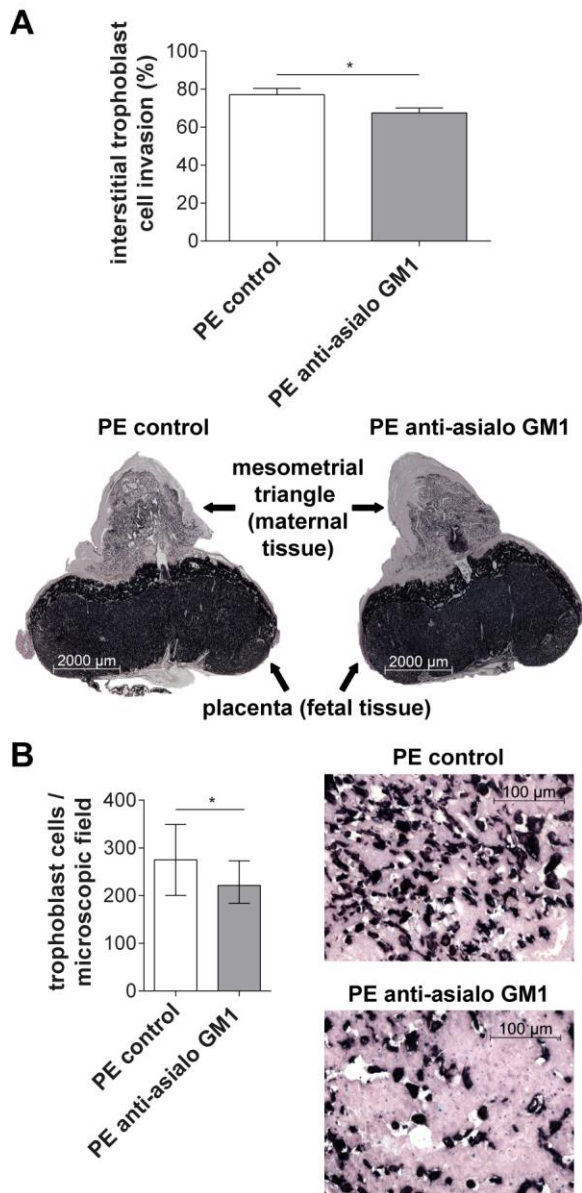 A
interstitial trophoblast
cell invasion (%)
100
80
60
40
20
0
*
PE control
PE anti-asialo GM1
PE control
PE anti-asialo GM1
mesometrial
triangle
(maternal
tissue)
2000 µm
2000 µm
placenta (fetal tissue)
B
trophoblast cells /
microscopic field
400
300
200
100
0
*
PE control
PE anti-asialo GM1
PE control
100 µm
PE anti-asialo GM1
100 µm